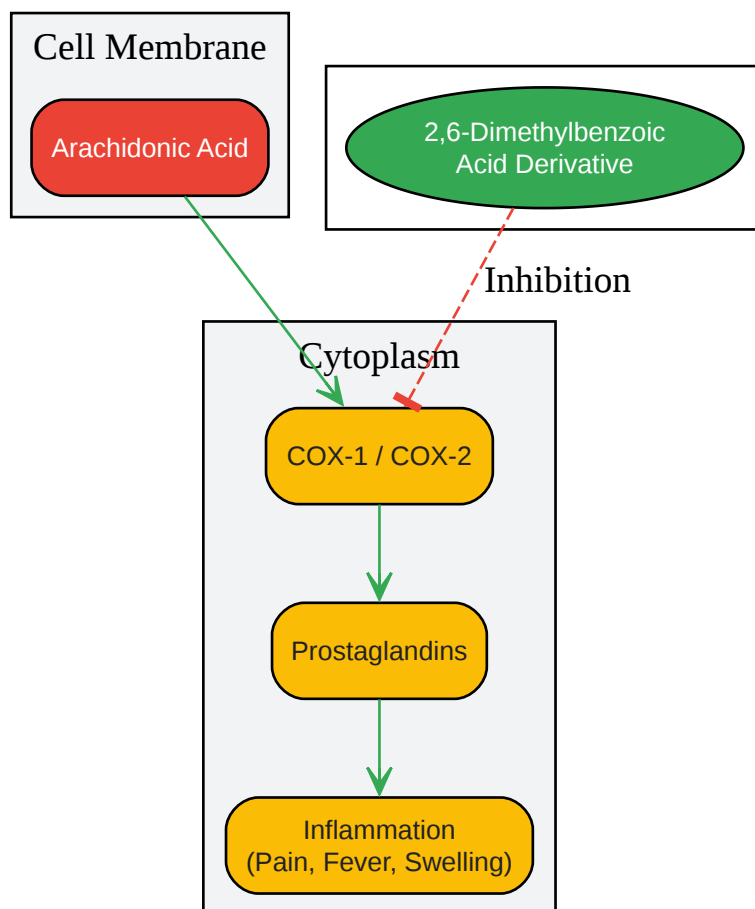 Cell Membrane
Arachidonic Acid
2,6-Dimethylbenzoic
Acid Derivative
Inhibition
Cytoplasm
COX-1 / COX-2
Prostaglandins
Inflammation
(Pain, Fever, Swelling)